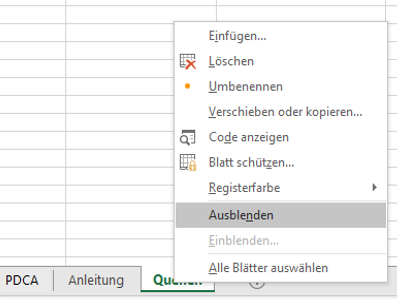 Einfügen...
Löschen
Umbenennen
Verschieben oder kopieren...
Code anzeigen
Blatt schützen...
Registerfarbe
Ausblenden
Einblenden...
Alle Blätter auswählen
PDCA Anleitung Quellen